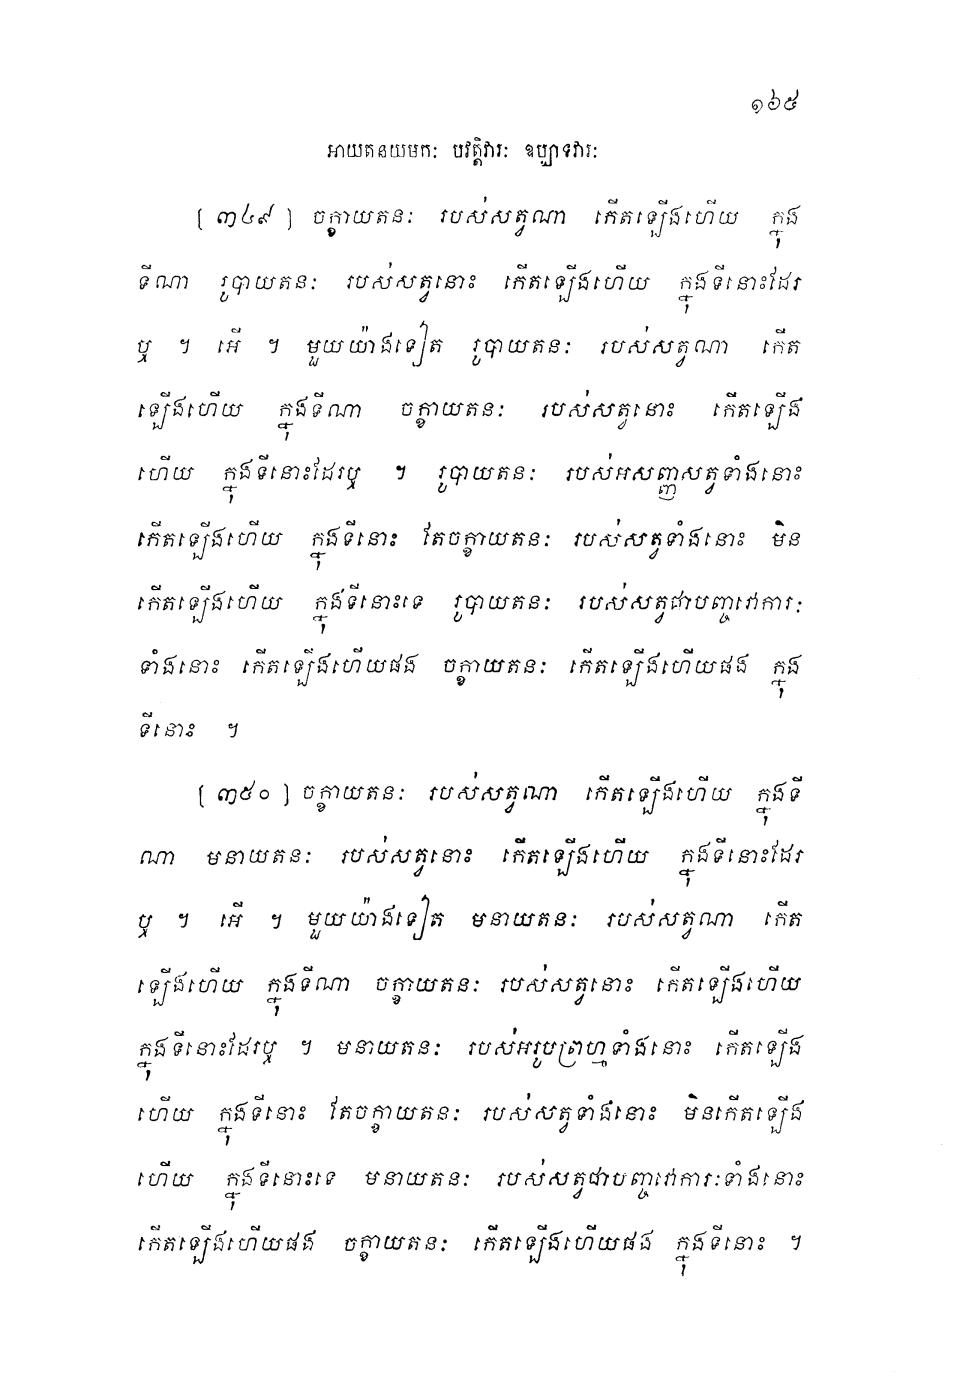 ១៦៥
អាយតនយមកៈ បវត្តិវារៈ ឧប្បាទវារៈ
[ ៣៤៩ ] ចក្ខាយតនៈ របស់សត្វណា កើតឡើងហើយ ក្នុង
ទីណា រូបាយតនៈ របស់សត្វនោះ កើតឡើងហើយ ក្នុងទីនោះដែរ
ឬ ។ អើ ។ មួយយ៉ាងទៀត រូបាយតនៈ របស់សត្វណា កើត
ឡើងហើយ ក្នុងទីណា ចក្ខាយតនៈ របស់សត្វនោះ កើតឡើង
ហើយ ក្នុងទីនោះដែរឬ ។ រូបាយតនៈ របស់អសញ្ញសត្វទាំងនោះ
កើតឡើងហើយ ក្នុងទីនោះ តែចក្ខាយតនៈ របស់សត្វទាំងនោះ មិន
កើតឡើងហើយ ក្នុងទីនោះទេ រូបាយតនៈ របស់សត្វជាបញ្ចវោការៈ
ទាំងនោះ កើតឡើងហើយផង ចក្ខាយតនៈ កើតឡើងហើយផង ក្នុង
ទីនោះ ។
[ ៣៥០ ] ចក្ខាយតនៈ របស់សត្វណា កើតឡើងហើយ ក្នុងទី
ណា មនាយតនៈ របស់សត្វនោះ កើតឡើងហើយ ក្នុងទីនោះដែរ
ឬ ។ អើ ។ មួយយ៉ាងទៀត មនាយតនៈ របស់សត្វណា កើត
ឡើងហើយ ក្នុងទីណា ចក្ខាយតនៈ របស់សត្វនោះ កើតឡើងហើយ
ក្នុងទីនោះដែរឬ ។ មនាយតនៈ របស់អរូបព្រហ្មទាំងនោះ កើតឡើង
ហើយ ក្នុងទីនោះ តែចក្ខាយតនៈ របស់សត្វទាំងនោះ មិនកើតឡើង
ហើយ ក្នុងទីនោះទេ មនាយតនៈ របស់សត្វជាបញ្ចវោការៈទាំងនោះ
កើតឡើងហើយផង ចក្ខាយតនៈ កើតឡើងហើយផង ក្នុងទីនោះ ។